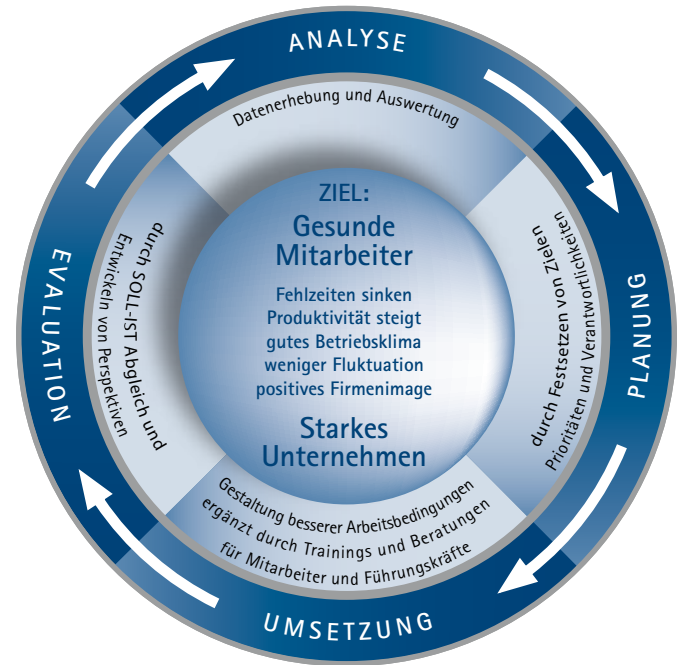 ANALYSE
Datenerhebung und Auswertung
PLANUNG
durch Festsetzen von Zielen
Prioritäten und Verantwortlichkeiten
UMSETZUNG
Gestaltung besserer Arbeitsbedingungen
ergänzt durch Trainings und Beratungen
für Mitarbeiter und Führungskräfte
EVALUATION
durch SOLL-IST Abgleich und
Entwickeln von Perspektiven
ZIEL:
Gesunde
Mitarbeiter
Fehlzeiten sinken
Produktivität steigt
gutes Betriebsklima
weniger Fluktuation
positives Firmenimage
Starkes
Unternehmen